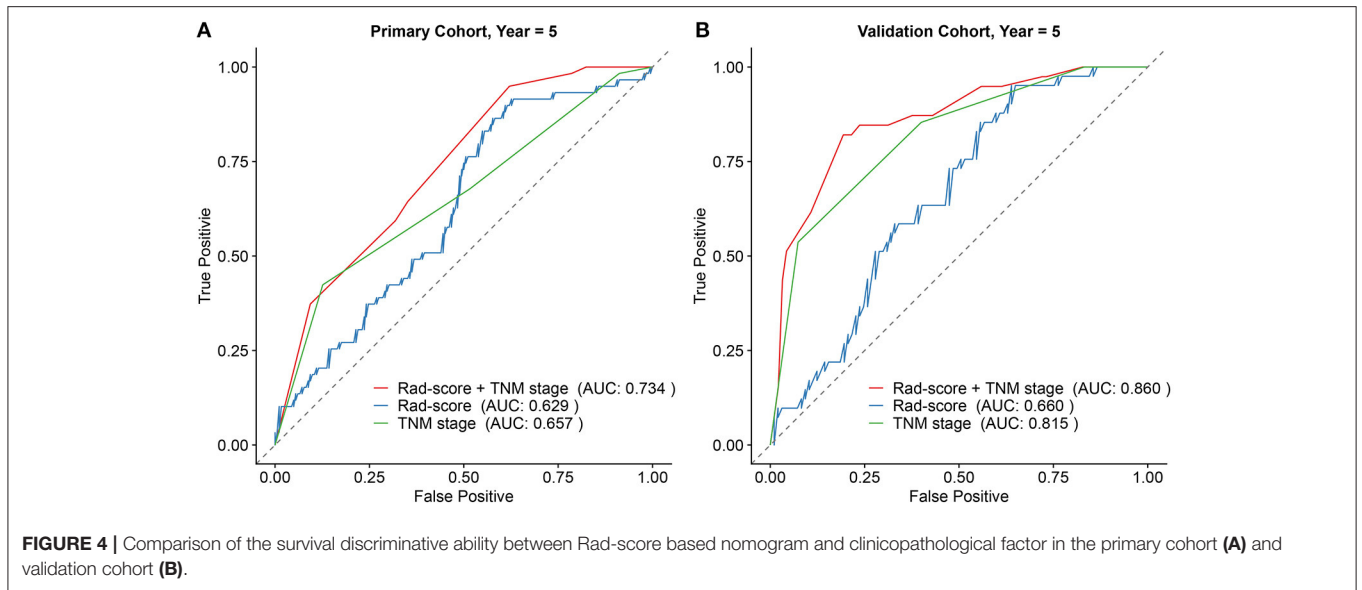 A
Primary Cohort, Year = 5
1.00
0.75
0.50
0.25
0.00
True Positivie
Rad-score + TNM stage (AUC: 0.734 )
Rad-score (AUC: 0.629 )
TNM stage (AUC: 0.657 )
0.00 0.25 0.50 0.75 1.00
False Positive
B
Validation Cohort, Year = 5
1.00
0.75
0.50
0.25
0.00
True Positivie
Rad-score + TNM stage (AUC: 0.860 )
Rad-score (AUC: 0.660 )
TNM stage (AUC: 0.815 )
0.00 0.25 0.50 0.75 1.00
False Positive
FIGURE 4 | Comparison of the survival discriminative ability between Rad-score based nomogram and clinicopathological factor in the primary cohort (A) and
validation cohort (B).